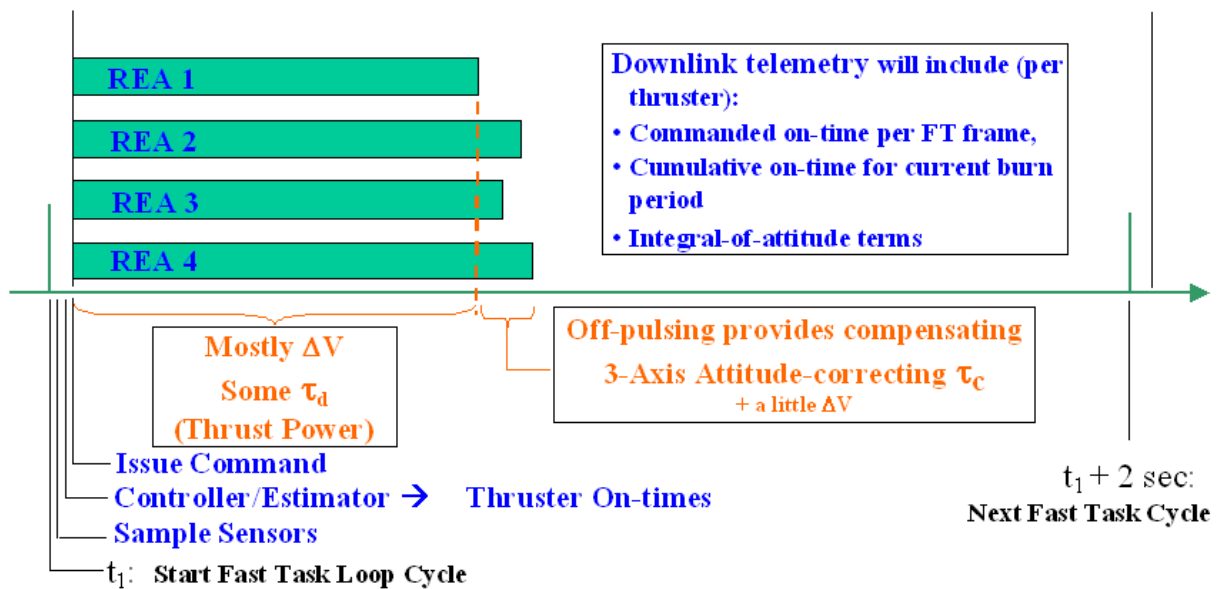 REA 1
REA 2
REA 3
REA 4
Downlink telemetry will include (per
thruster):
• Commanded on-time per FT frame,
• Cumulative on-time for current burn
period
• Integral-of-attitude terms
Mostly ΔV
Some τd
(Thrust Power)
Off-pulsing provides compensating
3-Axis Attitude-correcting τC
+ a little ΔV
Issue Command
Controller/Estimator → Thruster On-times
Sample Sensors
t1: Start Fast Task Loop Cycle
t1 + 2 sec:
Next Fast Task Cycle